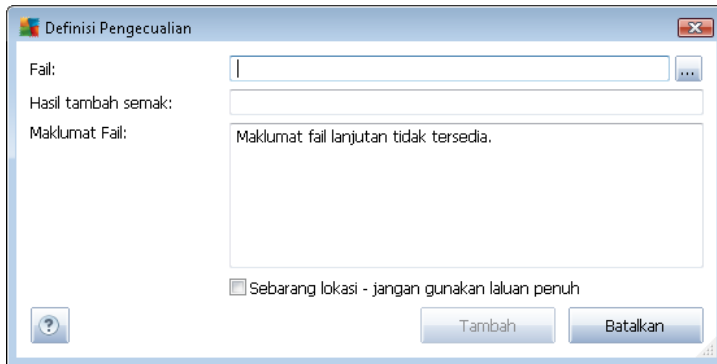 Definisi Pengecualian
Fail:
...
Hasil tambah semak:
Maklumat Fail:
Maklumat fail lanjutan tidak tersedia.
Sebarang lokasi - jangan gunakan laluan penuh
?
Tambah
Batalkan